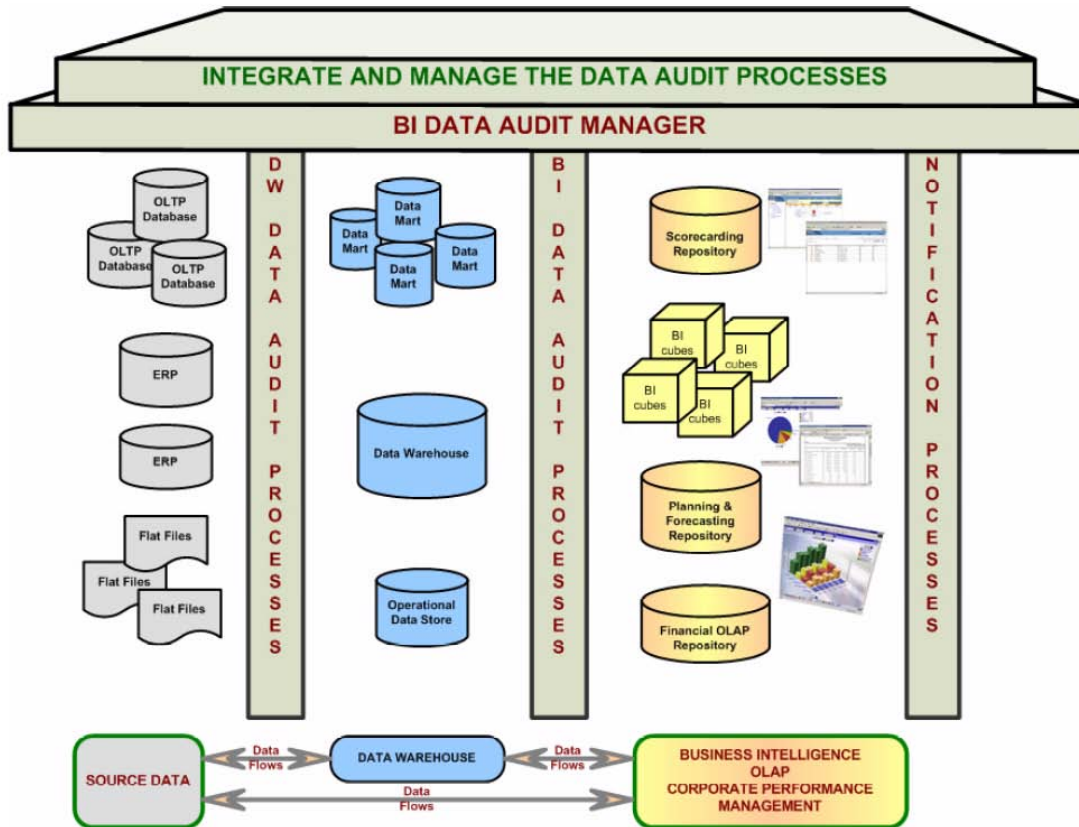 INTEGRATE AND MANAGE THE DATA AUDIT PROCESSES
BI DATA AUDIT MANAGER
OLTP
Database
OLTP
Database
OLTP
Database
ERP
ERP
Flat Files
Flat Files
Flat Files
DW DATA AUDIT PROCESSES
Data
Mart
Data
Mart
Data
Mart
Data
Mart
Data Warehouse
Operational
Data Store
BI DATA AUDIT PROCESSES
Scorecarding
Repository
BI
cubes
BI
cubes
BI
cubes
BI
cubes
Planning &
Forecasting
Repository
Financial OLAP
Repository
NOTIFICATION PROCESSES
SOURCE DATA
Data
Flows
DATA WAREHOUSE
Data
Flows
Data
Flows
BUSINESS INTELLIGENCE
OLAP
CORPORATE PERFORMANCE
MANAGEMENT